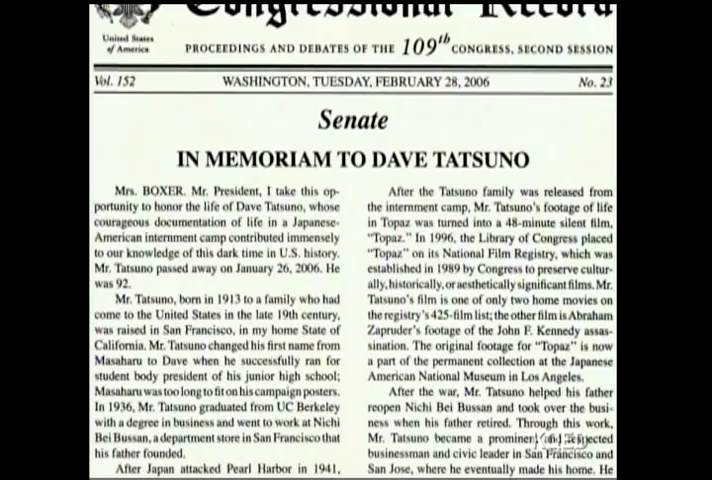 Congressional Record
United States
of America
PROCEEDINGS AND DEBATES OF THE 109th CONGRESS, SECOND SESSION
Vol. 152
WASHINGTON, TUESDAY, FEBRUARY 28, 2006
No. 23
Senate
IN MEMORIAM TO DAVE TATSUNO
Mrs. BOXER. Mr. President, I take this op-
portunity to honor the life of Dave Tatsuno, whose
courageous documentation of life in a Japanese-
American internment camp contributed immensely
to our knowledge of this dark time in U.S. history.
Mr. Tatsuno passed away on January 26, 2006. He
was 92.
Mr. Tatsuno, born in 1913 to a family who had
come to the United States in the late 19th century,
was raised in San Francisco, in my home State of
California. Mr. Tatsuno changed his first name from
Masaharu to Dave when he successfully ran for
student body president of his junior high school;
Masaharu was too long to fit on his campaign posters.
In 1936, Mr. Tatsuno graduated from UC Berkeley
with a degree in business and went to work at Nichi
Bei Bussan, a department store in San Francisco that
his father founded.
After Japan attacked Pearl Harbor in 1941,
After the Tatsuno family was released from
the internment camp, Mr. Tatsuno's footage of life
in Topaz was turned into a 48-minute silent film,
"Topaz." In 1996, the Library of Congress placed
"Topaz" on its National Film Registry, which was
established in 1989 by Congress to preserve cultur-
ally, historically, or aesthetically significant films. Mr.
Tatsuno's film is one of only two home movies on
the registry's 425-film list; the other film is Abraham
Zapruder's footage of the John F. Kennedy assas-
sination. The original footage for "Topaz" is now
a part of the permanent collection at the Japanese
American National Museum in Los Angeles.
After the war, Mr. Tatsuno helped his father
reopen Nichi Bei Bussan and took over the busi-
ness when his father retired. Through this work,
Mr. Tatsuno became a prominent and respected
businessman and civic leader in San Francisco and
San Jose, where he eventually made his home. He